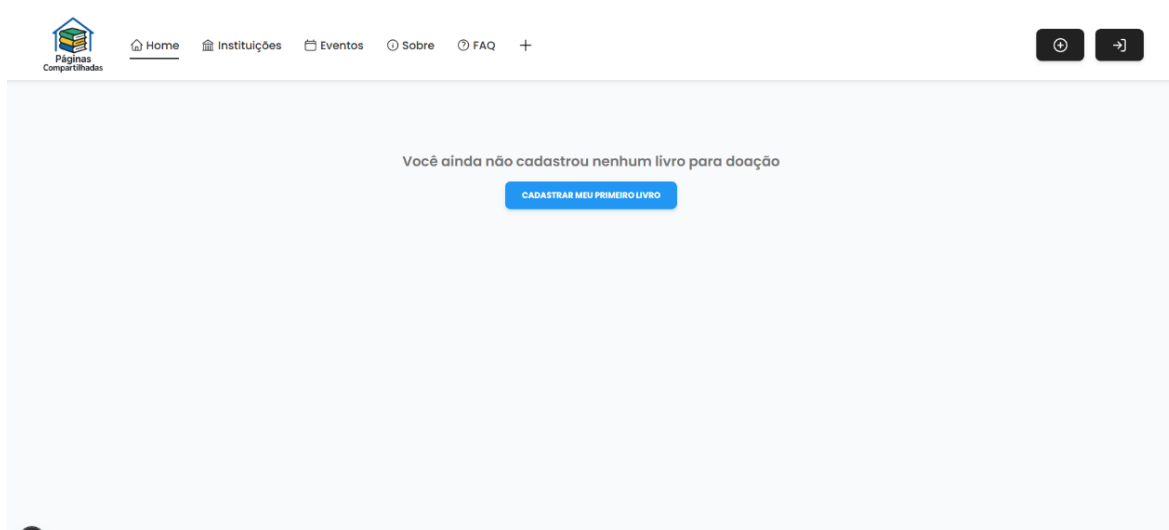 Páginas
Compartilhadas
Home Instituições Eventos Sobre FAQ
Você ainda não cadastrou nenhum livro para doação
CADASTRAR MEU PRIMEIRO LIVRO